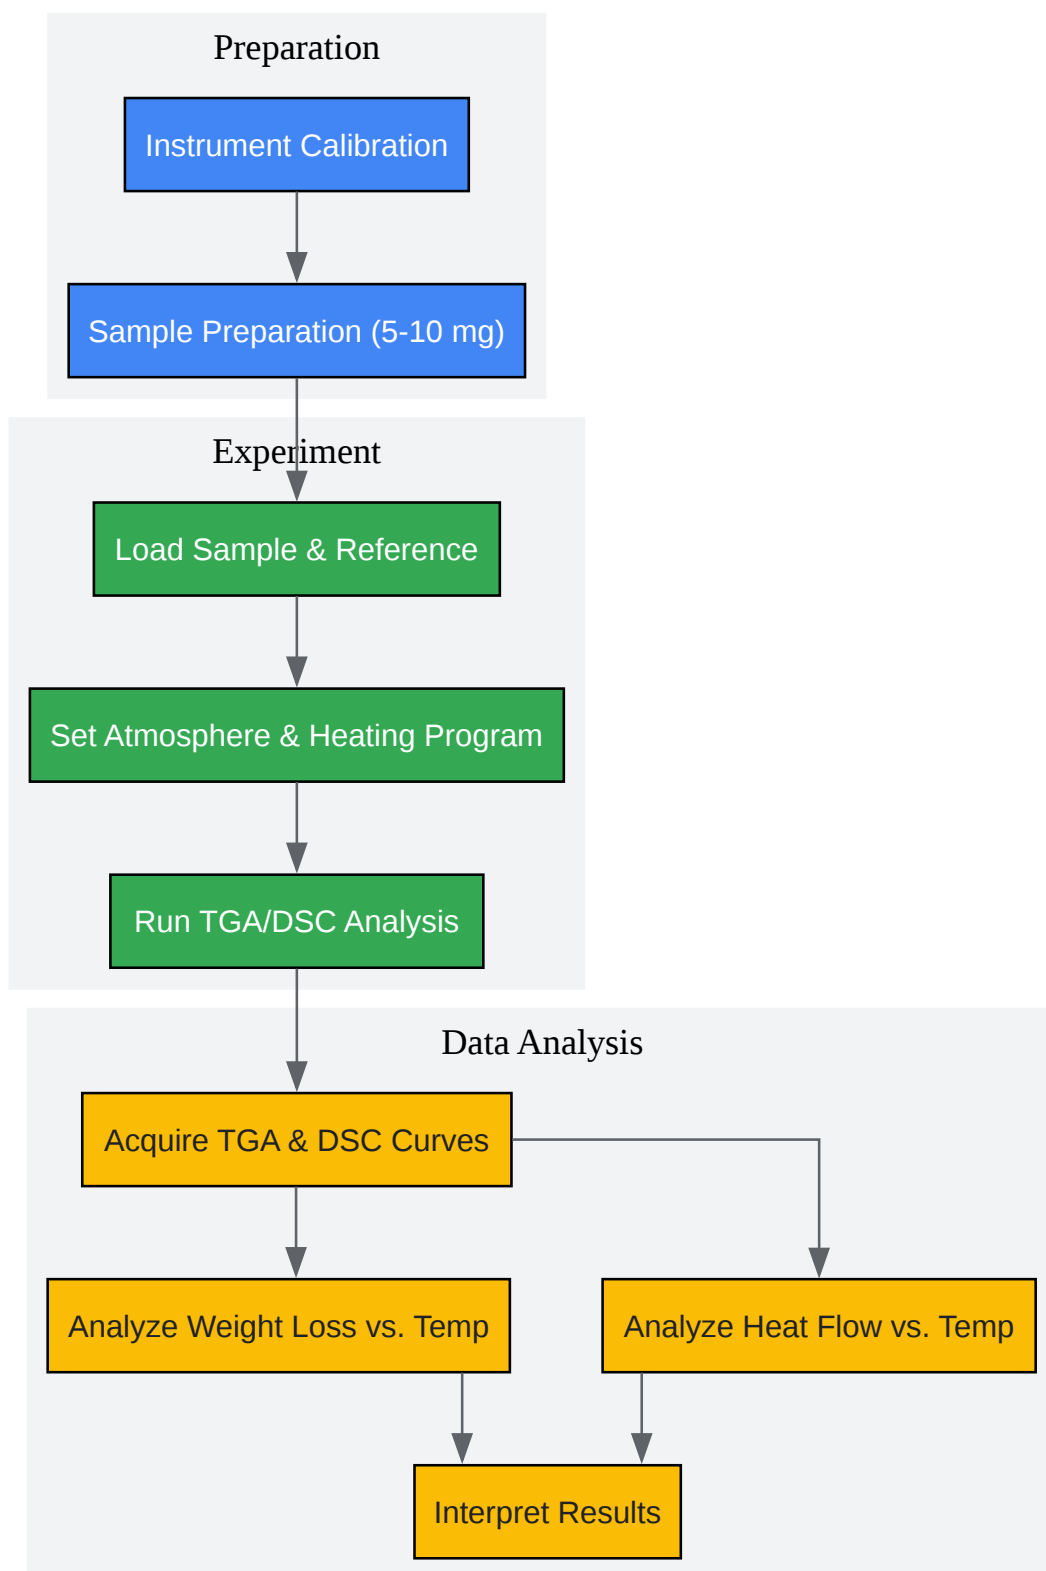 Preparation
Instrument Calibration
Sample Preparation (5-10 mg)
Experiment
Load Sample & Reference
Set Atmosphere & Heating Program
Run TGA/DSC Analysis
Data Analysis
Acquire TGA & DSC Curves
Analyze Weight Loss vs. Temp
Analyze Heat Flow vs. Temp
Interpret Results